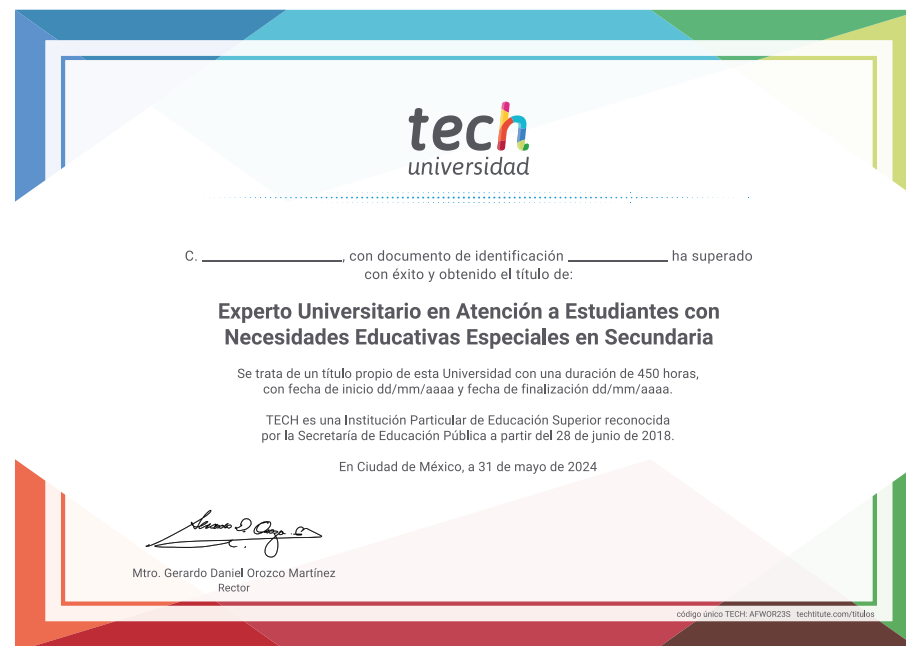 tech
universidad
C. ____________________, con documento de identificación ______________ ha superado
con éxito y obtenido el título de:
Experto Universitario en Atención a Estudiantes con
Necesidades Educativas Especiales en Secundaria
Se trata de un título propio de esta Universidad con una duración de 450 horas,
con fecha de inicio dd/mm/aaaa y fecha de finalización dd/mm/aaaa.
TECH es una Institución Particular de Educación Superior reconocida
por la Secretaría de Educación Pública a partir del 28 de junio de 2018.
En Ciudad de México, a 31 de mayo de 2024
Mtro. Gerardo Daniel Orozco Martínez
Rector
código único TECH: AFWOR23S techtitute.com/titulos